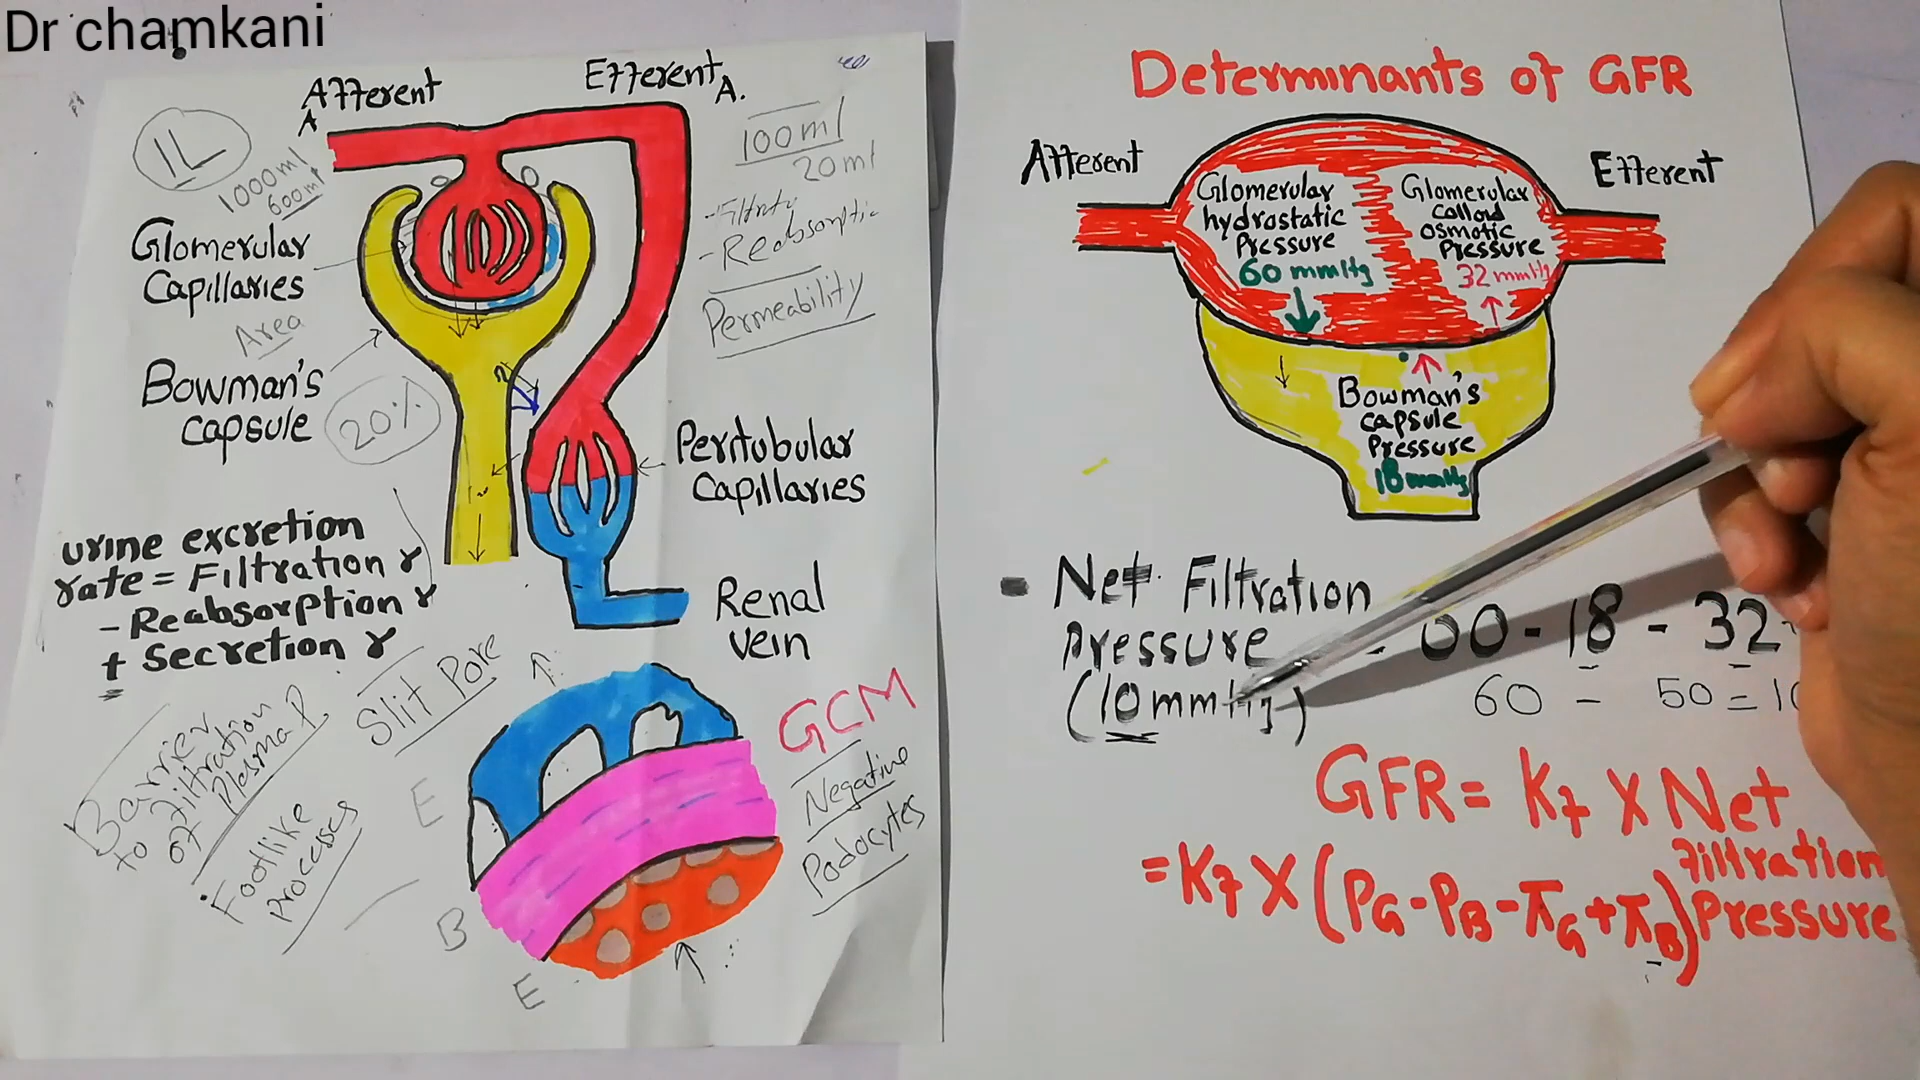 Dr chamkani
Afferent
A
Efferent
A.
1L
1000ml
600ml
100ml
20ml
- Filtrate
- Reabsorptio
Permeability
Glomerular
Capillaries
Area
Bowman's
capsule
20%
Peritubular
Capillaries
urine excretion
rate = Filtration r
- Reabsorption r
+ Secretion r
Renal
vein
Slit Pore
Barrier
to filtration
of Plasma P.
Footlike
processes
E
B
E
GCM
Negative
Podocytes
Determinants of GFR
Afferent
Efferent
Glomerular
hydrostatic
Pressure
60 mmHg
Glomerular
colloid
osmotic
Pressure
32 mmHg
Bowman's
capsule
Pressure
18 mmHg
- Net Filtration
Pressure = 60 - 18 - 32
(10mmHg)
60 - 50 = 10
GFR = Kf X Net
Filtration
Pressure
= Kf X (PG - PB - πG + πB)